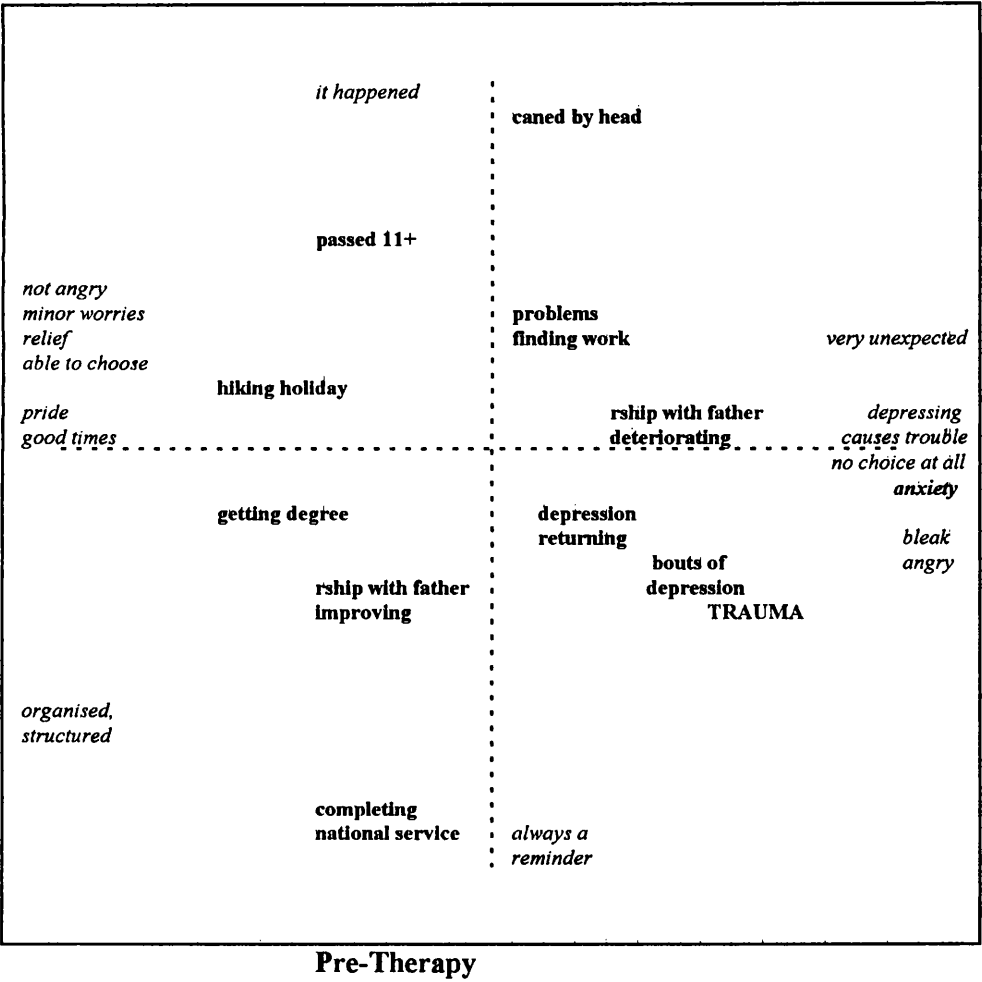 it happened
caned by head
passed 11+
not angry
minor worries
relief
able to choose
problems
finding work
very unexpected
hiking holiday
pride
good times
rship with father
deteriorating
depressing
causes trouble
no choice at all
anxiety
getting degree
depression
returning
bleak
angry
bouts of
depression
TRAUMA
rship with father
improving
organised,
structured
completing
national service
always a
reminder
Pre-Therapy